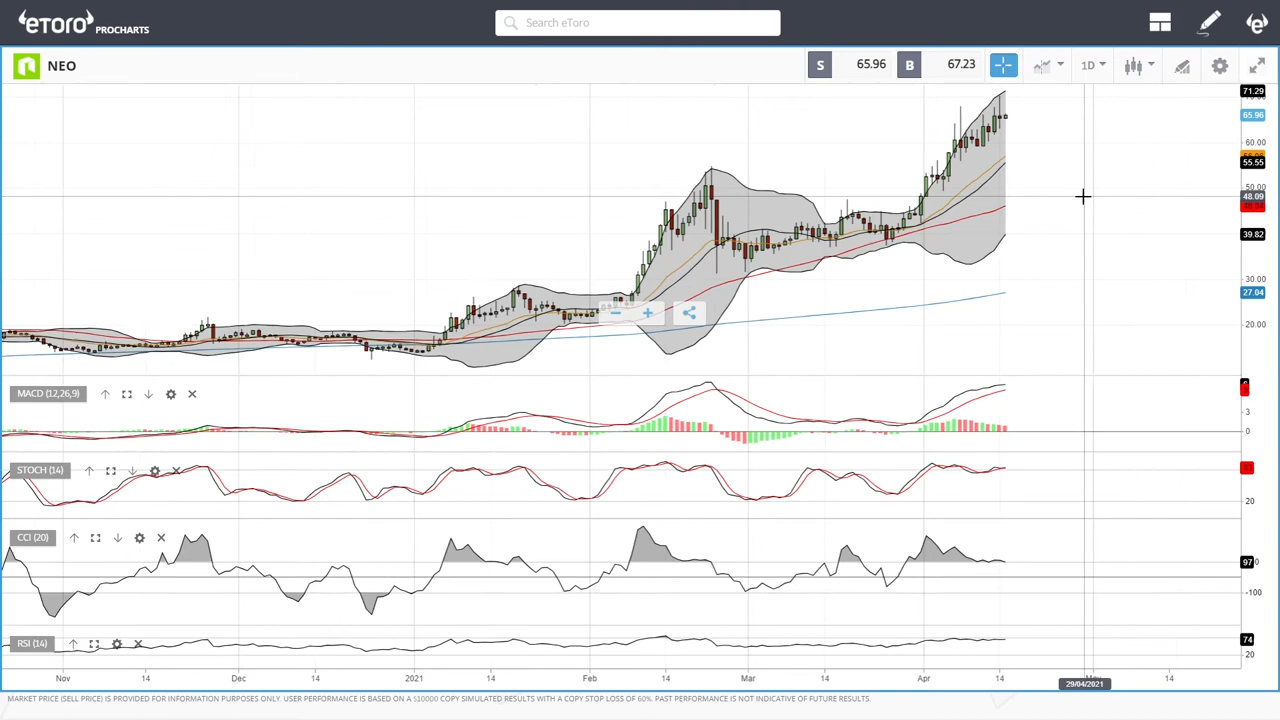 eToro PROCHARTS
Search eToro
NEO
S 65.96 B 67.23
1D
71.29
65.96
60.00
55.55
50.00
48.09
39.82
30.00
27.04
20.00
MACD (12,26,9)
3
0
STOCH (14)
83
20
CCI (20)
97
-100
RSI (14)
74
20
Nov 14 Dec 14 2021 14 Feb 14 Mar 14 Apr 14 14
29/04/2021
MARKET PRICE (SELL PRICE) IS PROVIDED FOR INFORMATION PURPOSES ONLY. USER PERFORMANCE IS BASED ON A $10000 COPY SIMULATED RESULTS WITH A COPY STOP LOSS OF 60%. PAST PERFORMANCE IS NOT INDICATIVE OF FUTURE RESULTS.